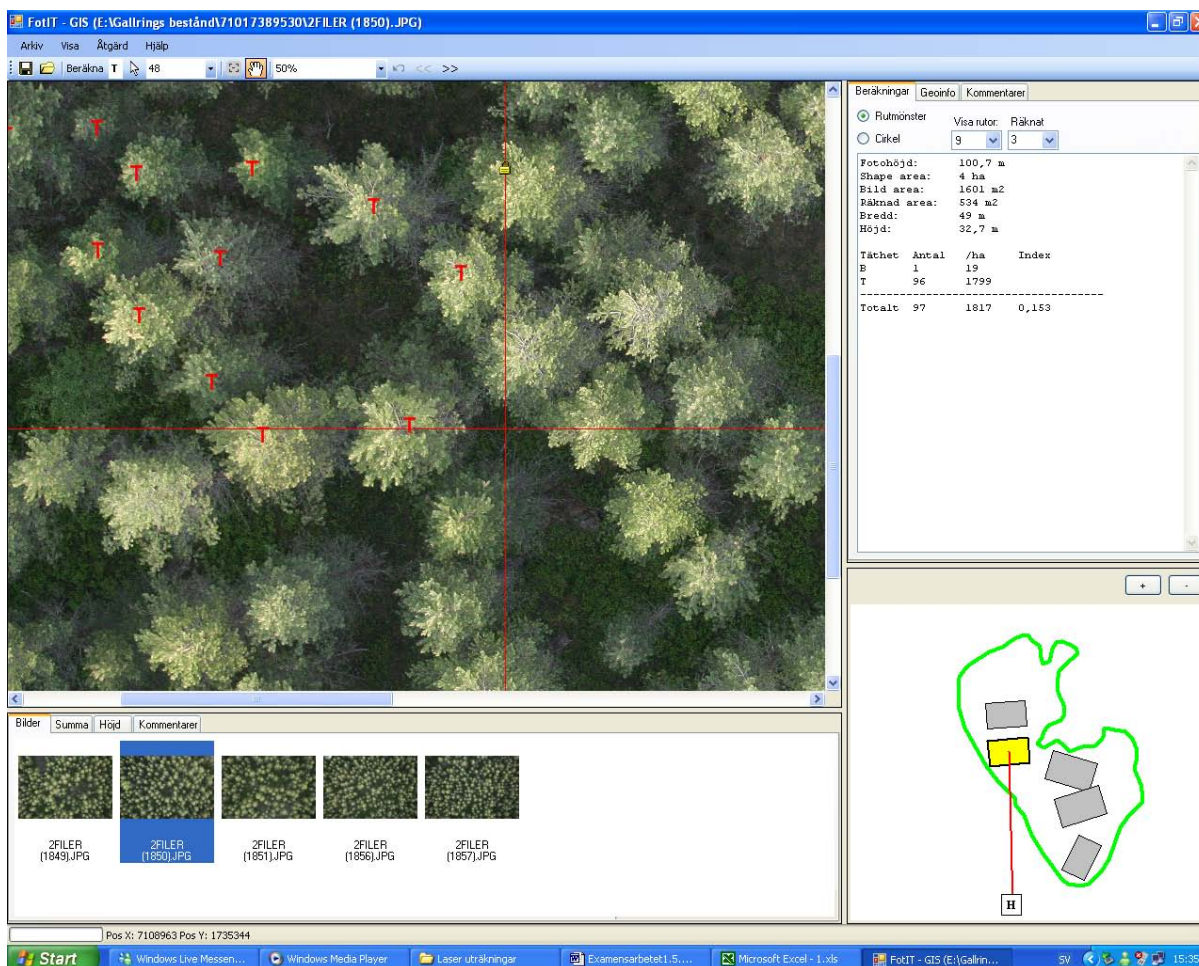 FotIT - GIS (E:\Gallrings bestånd\71017389530\2FILER (1850).JPG)
Arkiv Visa Åtgärd Hjälp
Beräkna T 48 50% << >>
T
T
T
T
T
T
T
T
T
T
T
Beräkningar Geoinfo Kommentarer
Rutmönster Visa rutor: Räknat
Cirkel 9 3
Fotohöjd: 100,7 m
Shape area: 4 ha
Bild area: 1601 m2
Räknad area: 534 m2
Bredd: 49 m
Höjd: 32,7 m
Täthet Antal /ha Index
B 1 19
T 96 1799
------------------------------------
Totalt 97 1817 0,153
+ -
H
Bilder Summa Höjd Kommentarer
2FILER (1849).JPG
2FILER (1850).JPG
2FILER (1851).JPG
2FILER (1856).JPG
2FILER (1857).JPG
Pos X: 7108963 Pos Y: 1735344
Start Windows Live Messen... Windows Media Player Laser uträkningar Examensarbetet1.5.... Microsoft Excel - 1.xls FotIT - GIS (E:\Gallrin... SV 15:35